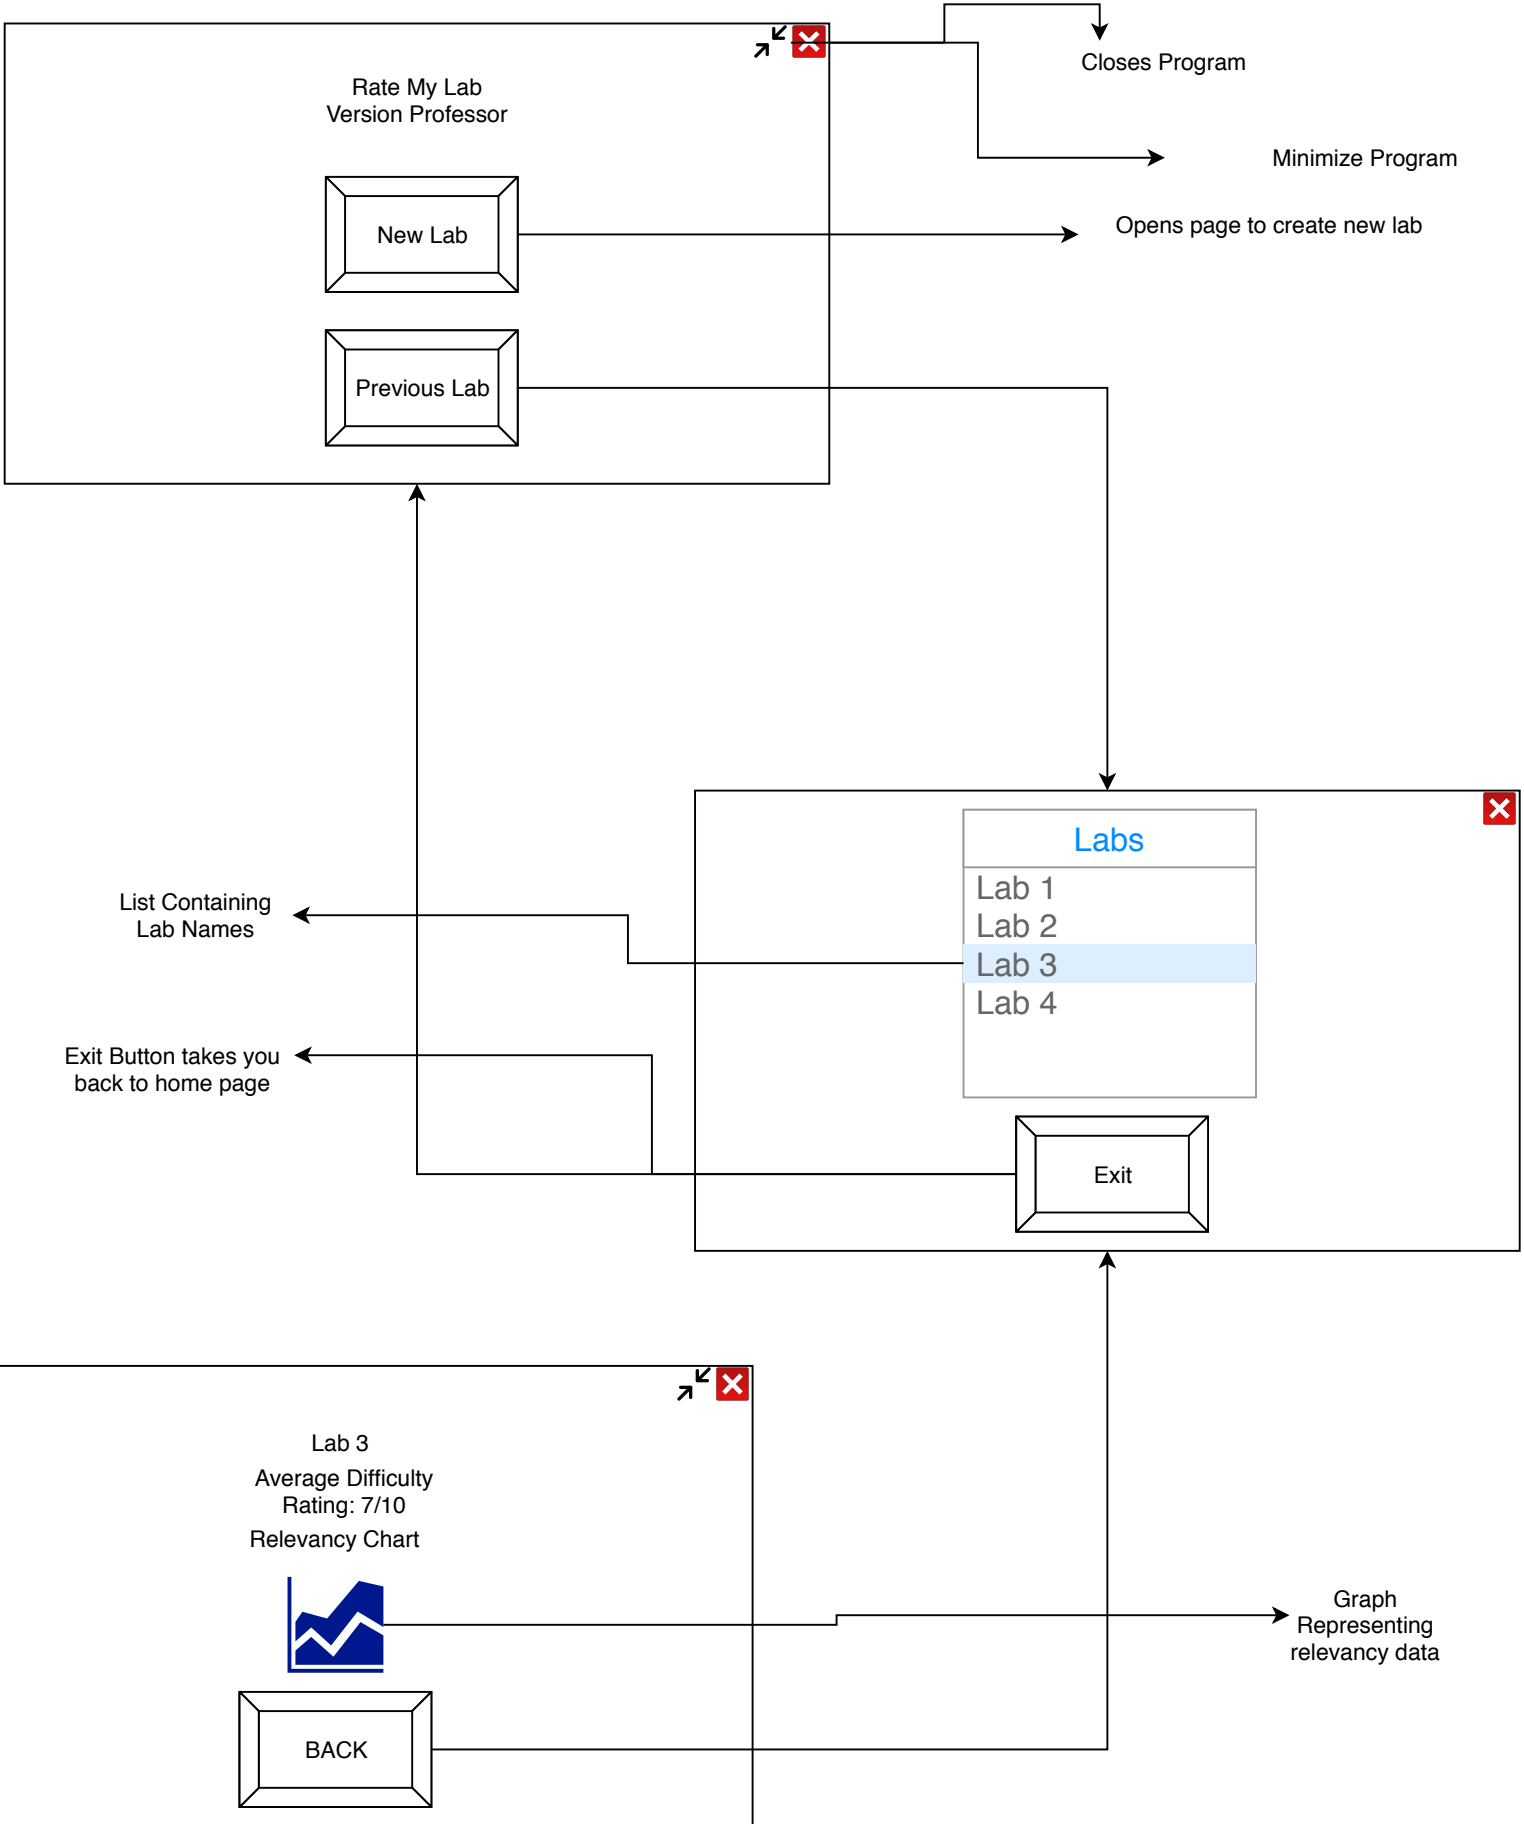 Closes Program
Rate My Lab
Version Professor
Minimize Program
New Lab
Opens page to create new lab
Previous Lab
Labs
Lab 1
Lab 2
Lab 3
Lab 4
List Containing
Lab Names
Exit Button takes you
back to home page
Exit
Lab 3
Average Difficulty
Rating: 7/10
Relevancy Chart
Graph
Representing
relevancy data
BACK